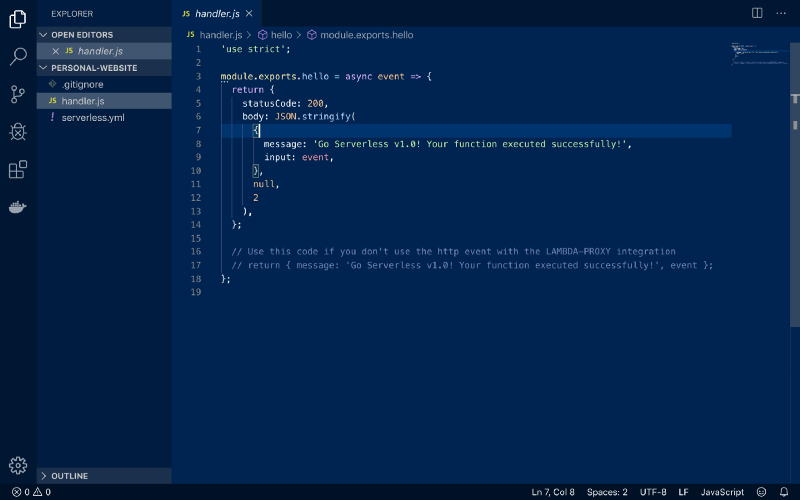 EXPLORER
OPEN EDITORS
JS handler.js
PERSONAL-WEBSITE
.gitignore
JS handler.js
! serverless.yml
OUTLINE
JS handler.js
JS handler.js > hello > module.exports.hello
1 'use strict';
2
3 module.exports.hello = async event => {
4 return {
5 statusCode: 200,
6 body: JSON.stringify(
7 {
8 message: 'Go Serverless v1.0! Your function executed successfully!',
9 input: event,
10 },
11 null,
12 2
13 ),
14 };
15
16 // Use this code if you don't use the http event with the LAMBDA-PROXY integration
17 // return { message: 'Go Serverless v1.0! Your function executed successfully!', event };
18 };
19
0 0 Ln 7, Col 8 Spaces: 2 UTF-8 LF JavaScript